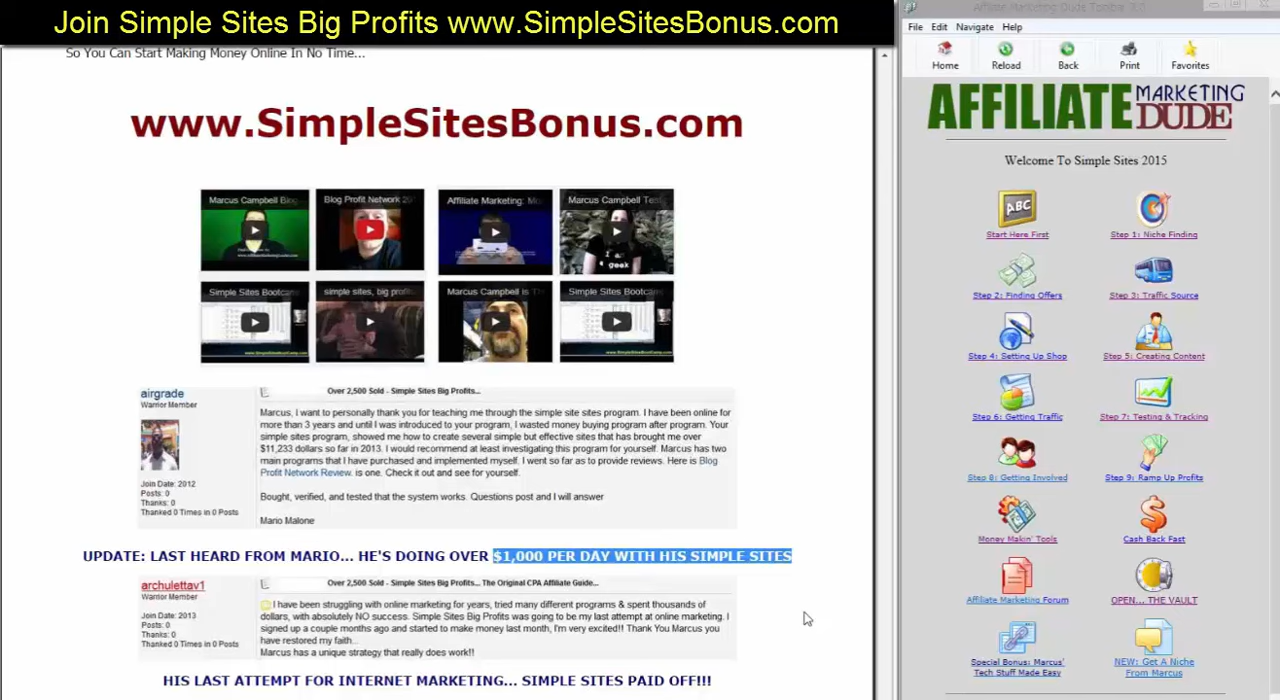 Join Simple Sites Big Profits www.SimpleSitesBonus.com
So You Can Start Making Money Online In No Time...
www.SimpleSitesBonus.com
Marcus Campbell Blog
Blog Profit Network 20
Affiliate Marketing: Mo
Marcus Campbell Tes
I am
a geek
Simple Sites Bootcam
simple sites, big profit
Marcus Campbell is Th
Simple Sites Bootcam
airgrade
Warrior Member
Join Date: 2012
Posts: 0
Thanks: 0
Thanked 0 Times in 0 Posts
Over 2,500 Sold - Simple Sites Big Profits...
Marcus, I want to personally thank you for teaching me through the simple site sites program. I have been online for
more than 3 years and until I was introduced to your program, I wasted money buying program after program. Your
simple sites program, showed me how to create several simple but effective sites that has brought me over
$11,233 dollars so far in 2013. I would recommend at least investigating this program for yourself. Marcus has two
main programs that I have purchased and implemented myself. I went so far as to provide reviews. Here is Blog
Profit Network Review. is one. Check it out and see for yourself.
Bought, verified, and tested that the system works. Questions post and I will answer
Mario Malone
UPDATE: LAST HEARD FROM MARIO... HE'S DOING OVER $1,000 PER DAY WITH HIS SIMPLE SITES
archulettav1
Warrior Member
Join Date: 2013
Posts: 0
Thanks: 0
Thanked 0 Times in 0 Posts
Over 2,500 Sold - Simple Sites Big Profits... The Original CPA Affiliate Guide...
I have been struggling with online marketing for years, tried many different programs & spent thousands of
dollars, with absolutely NO success. Simple Sites Big Profits was going to be my last attempt at online marketing. I
signed up a couple months ago and started to make money last month, I'm very excited!! Thank You Marcus you
have restored my faith..
Marcus has a unique strategy that really does work!!
HIS LAST ATTEMPT FOR INTERNET MARKETING... SIMPLE SITES PAID OFF!!!
Affiliate Marketing Dude
File Edit Navigate Help
Home Reload Back Print Favorites
AFFILIATE MARKETING DUDE
Welcome To Simple Sites 2015
ABC
Start Here First
Step 1: Niche Finding
Step 2: Finding Offers
Step 3: Traffic Source
Step 4: Setting Up Shop
Step 5: Creating Content
Step 6: Getting Traffic
Step 7: Testing & Tracking
Step 8: Getting Involved
Step 9: Ramp Up Profits
Money Makin' Tools
Cash Back Fast
Affiliate Marketing Forum
OPEN... THE VAULT
Special Bonus: Marcus'
Tech Stuff Made Easy
NEW: Get A Niche
From Marcus